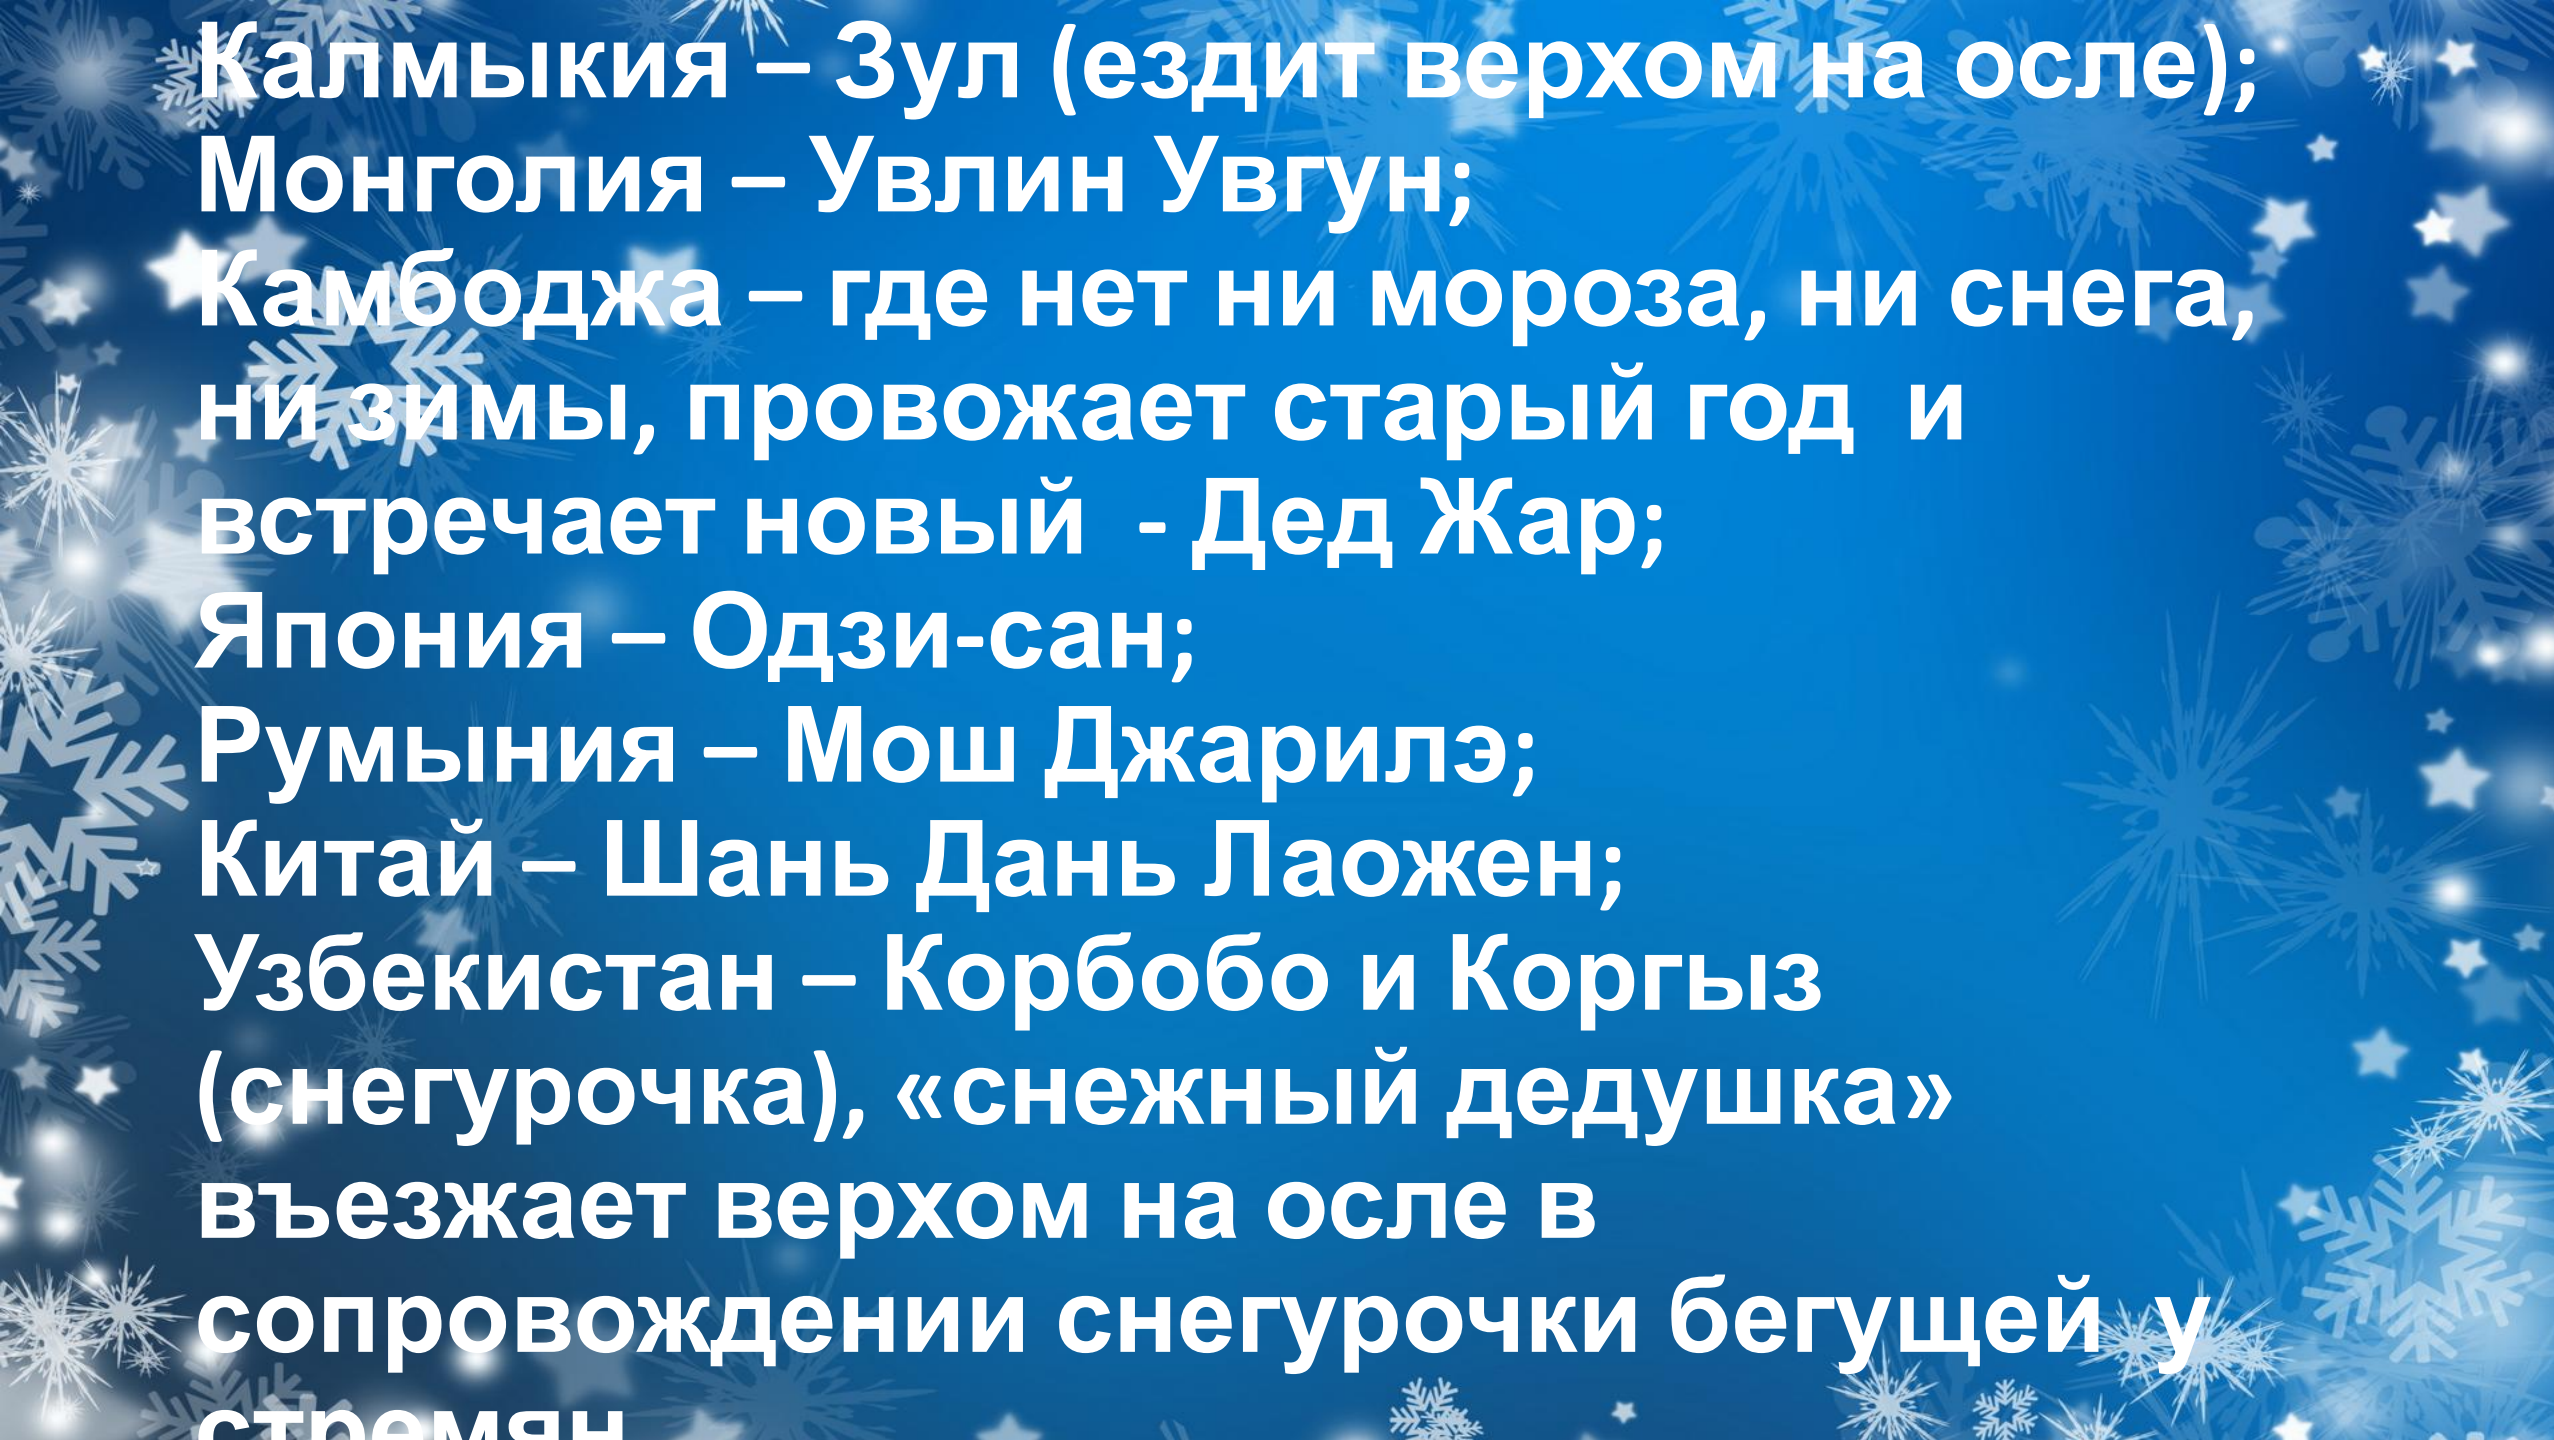 Калмыкия – Зул (ездит верхом на осле);
Монголия – Увлин Увгун;
Камбоджа – где нет ни мороза, ни снега,
ни зимы, провожает старый год  и
встречает новый  - Дед Жар;
Япония – Одзи-сан;
Румыния – Мош Джарилэ;
Китай – Шань Дань Лаожен;
Узбекистан – Корбобо и Коргыз
(снегурочка), «снежный дедушка»
въезжает верхом на осле в
сопровождении снегурочки бегущей  у
стремян